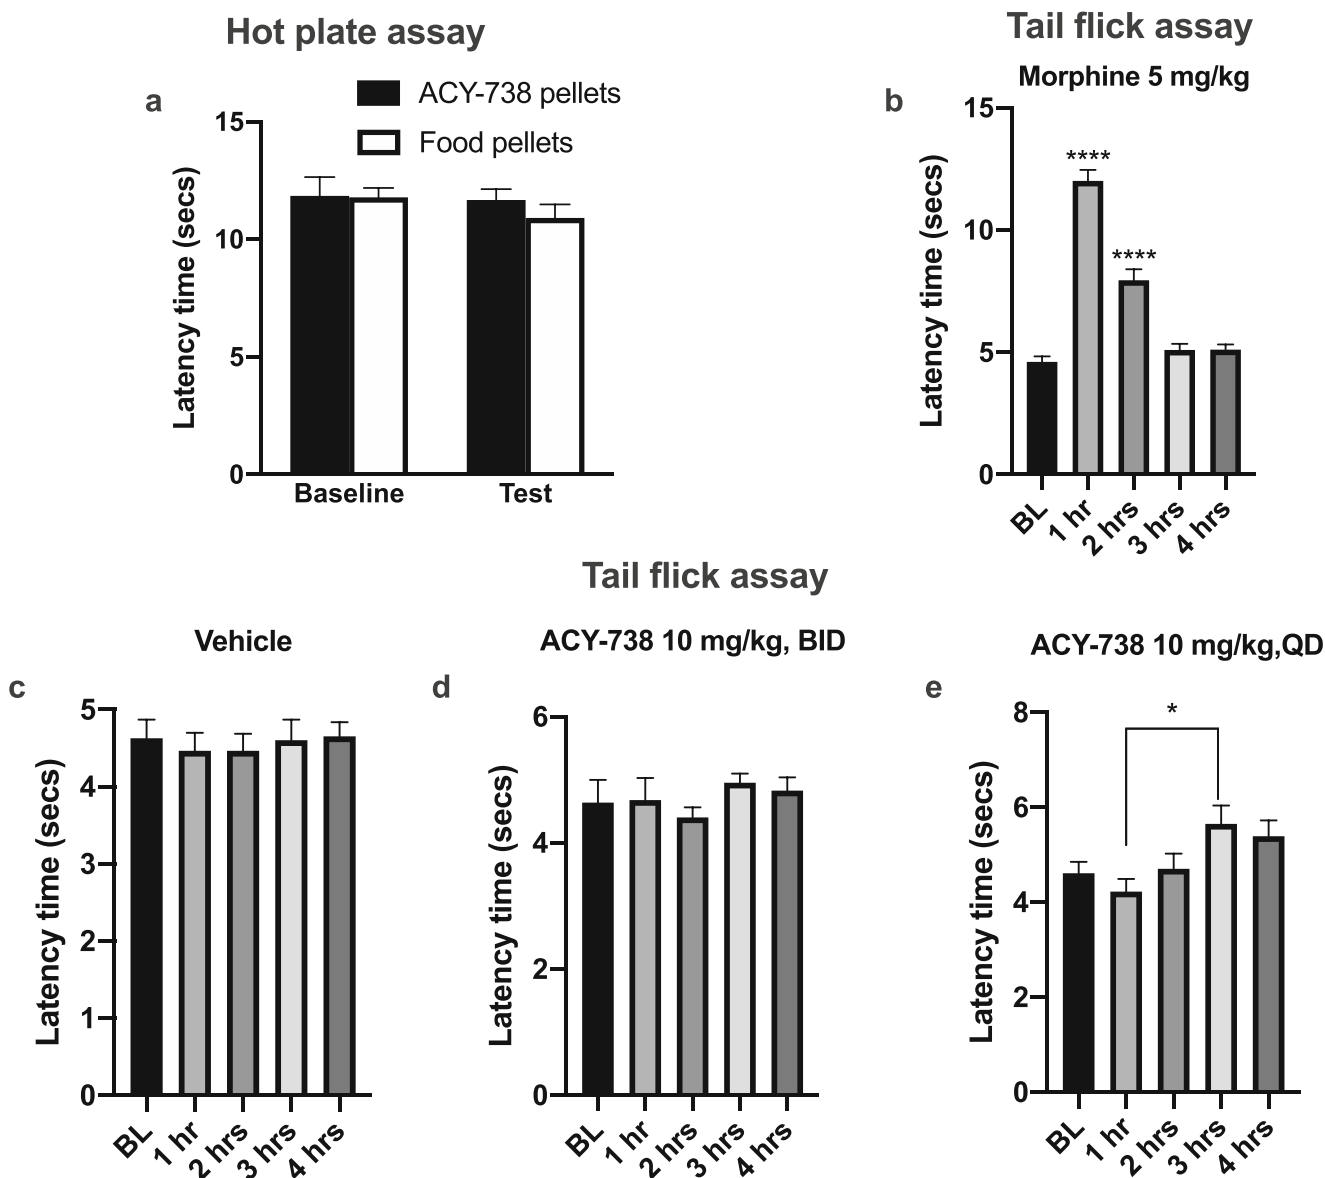 Hot plate assay
a
ACY-738 pellets
Food pellets
Latency time (secs)
15
10
5
0
Baseline Test
Tail flick assay
Morphine 5 mg/kg
b
Latency time (secs)
15
10
5
0
****
****
BL 1 hr 2 hrs 3 hrs 4 hrs
Tail flick assay
Vehicle
c
Latency time (secs)
5
4
3
2
1
0
BL 1 hr 2 hrs 3 hrs 4 hrs
ACY-738 10 mg/kg, BID
d
Latency time (secs)
6
4
2
0
BL 1 hr 2 hrs 3 hrs 4 hrs
ACY-738 10 mg/kg,QD
e
Latency time (secs)
8
6
4
2
0
*
BL 1 hr 2 hrs 3 hrs 4 hrs